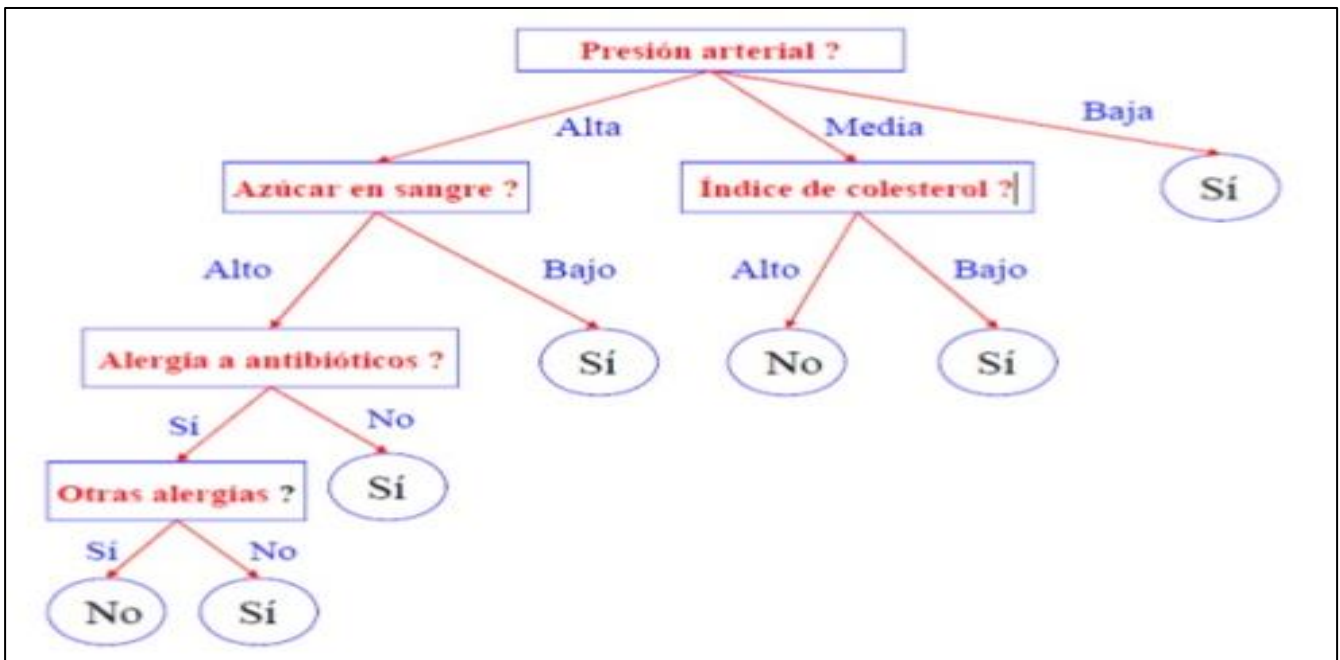 Presión arterial ?
Alta
Media
Baja
Azúcar en sangre ?
Índice de colesterol ?
Sí
Alto
Bajo
Alto
Bajo
Alergia a antibióticos ?
Sí
No
Sí
Sí
No
Otras alergias ?
Sí
Sí
No
No
Sí